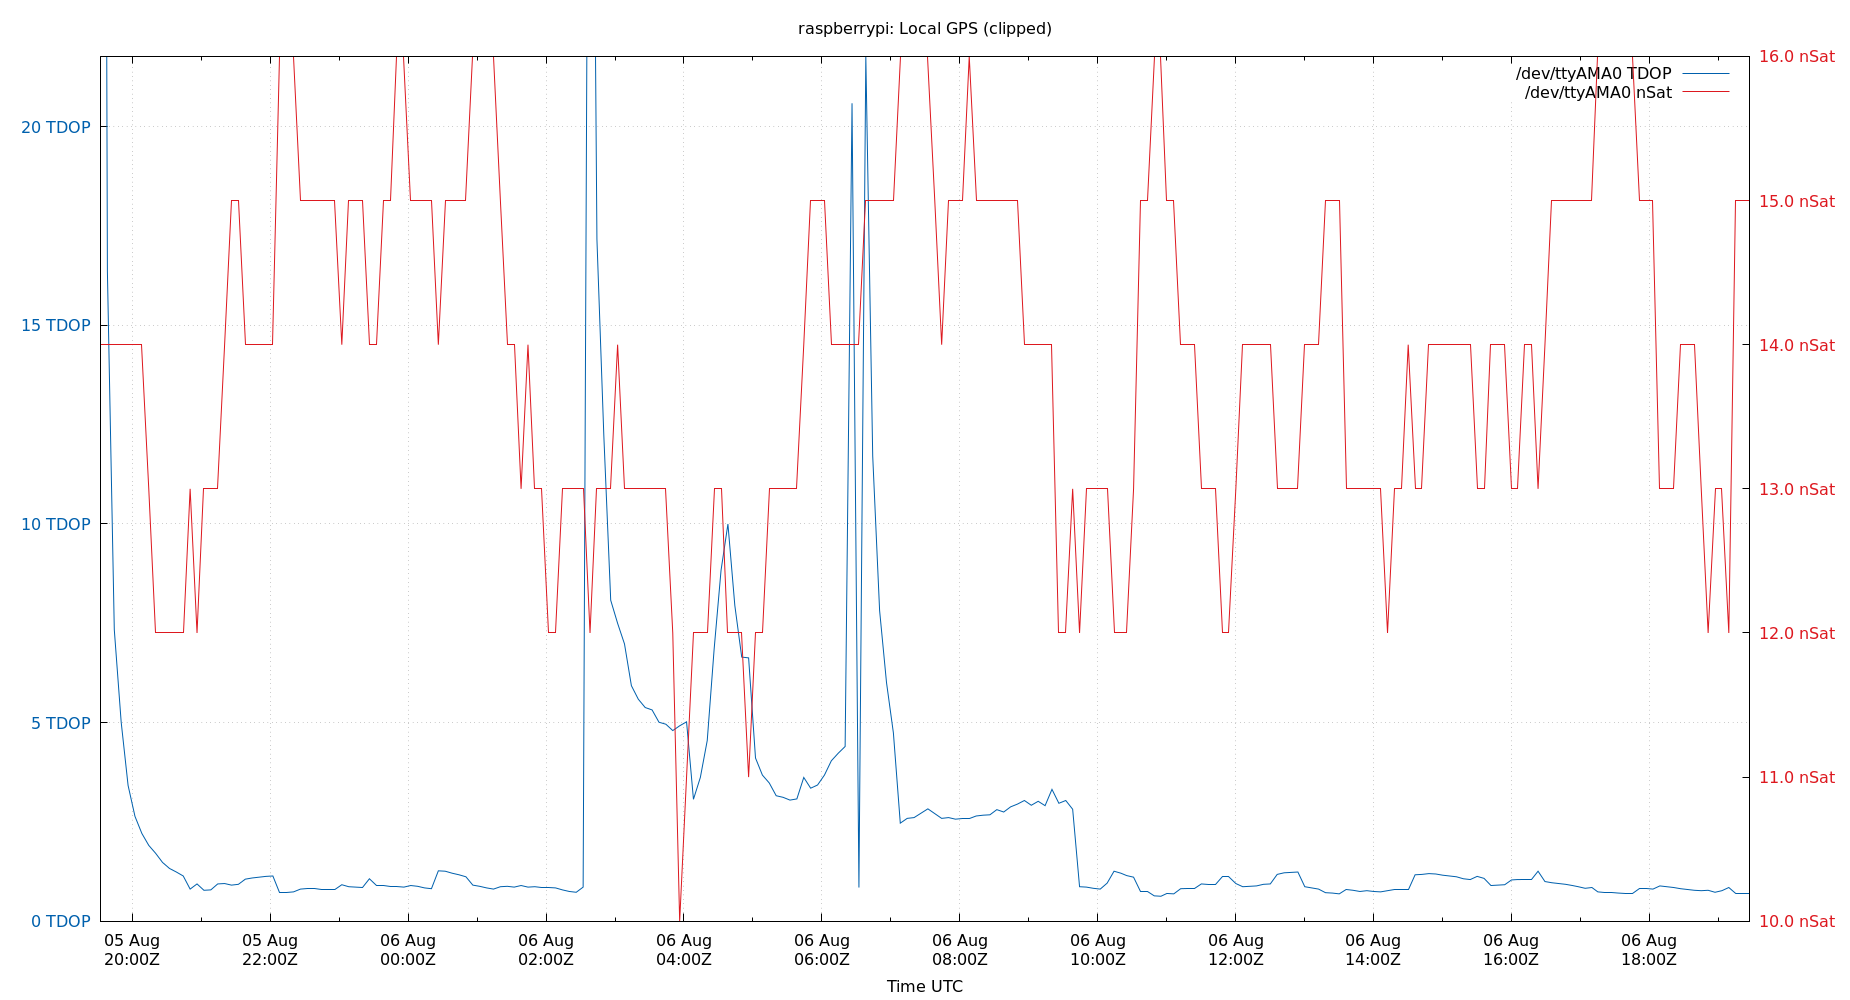 raspberrypi: Local GPS (clipped)
16.0 nSat
/dev/ttyAMA0 TDOP
/dev/ttyAMA0 nSat
20 TDOP
15.0 nSat
15 TDOP
14.0 nSat
13.0 nSat
10 TDOP
12.0 nSat
5 TDOP
11.0 nSat
0 TDOP
10.0 nSat
05 Aug 05 Aug 06 Aug 06 Aug 06 Aug 06 Aug 06 Aug 06 Aug 06 Aug 06 Aug 06 Aug 06 Aug
20:00Z 22:00Z 00:00Z 02:00Z 04:00Z 06:00Z 08:00Z 10:00Z 12:00Z 14:00Z 16:00Z 18:00Z
Time UTC